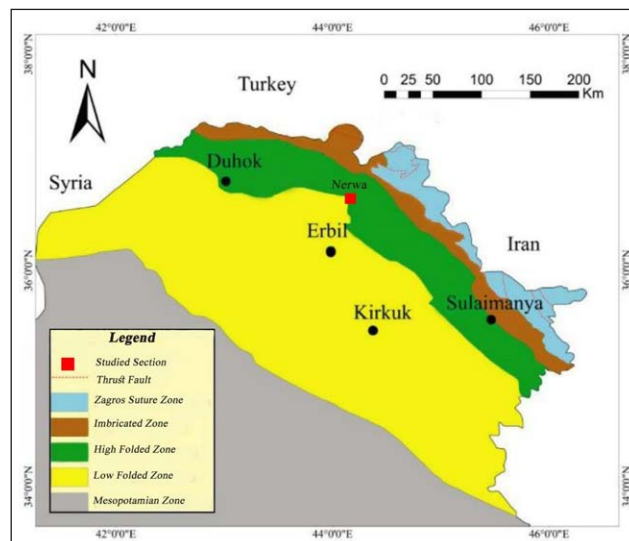 42°0'0"E 44°0'0"E 46°0'0"E
38°0'0"N
38°0'0"N
N
Turkey
0 25 50 100 150 200
Km
Duhok
Nerwa
Syria
Erbil
Iran
36°0'0"N
36°0'0"N
Sulaimanya
Kirkuk
Legend
Studied Section
Thrust Fault
Zagros Suture Zone
Imbricated Zone
High Folded Zone
Low Folded Zone
Mesopotamian Zone
34°0'0"N
34°0'0"N
42°0'0"E 44°0'0"E 46°0'0"E